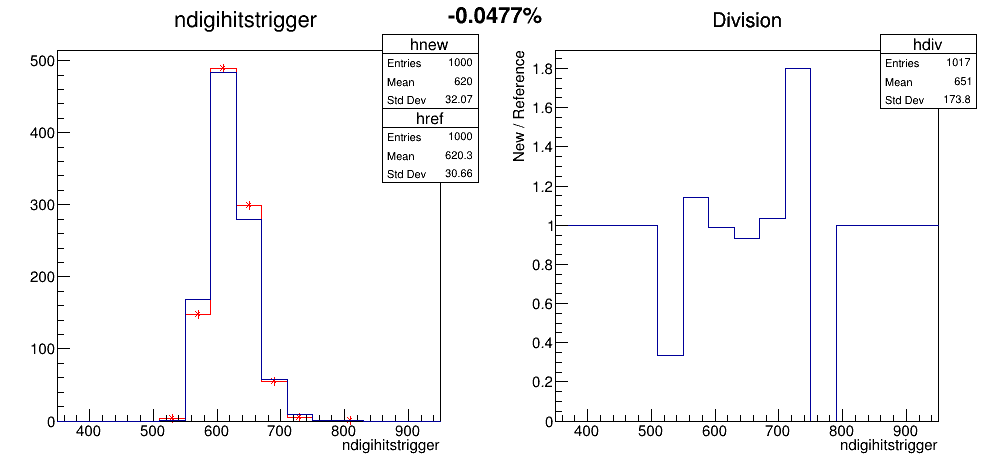 -0.0477%
ndigihitstrigger
hnew
Entries 1000
Mean 620
Std Dev 32.07
href
Entries 1000
Mean 620.3
Std Dev 30.66
500
400
300
200
100
0
400 500 600 700 800 900
ndigihitstrigger
Division
hdiv
Entries 1017
Mean 651
Std Dev 173.8
New / Reference
1.8
1.6
1.4
1.2
1
0.8
0.6
0.4
0.2
0
400 500 600 700 800 900
ndigihitstrigger